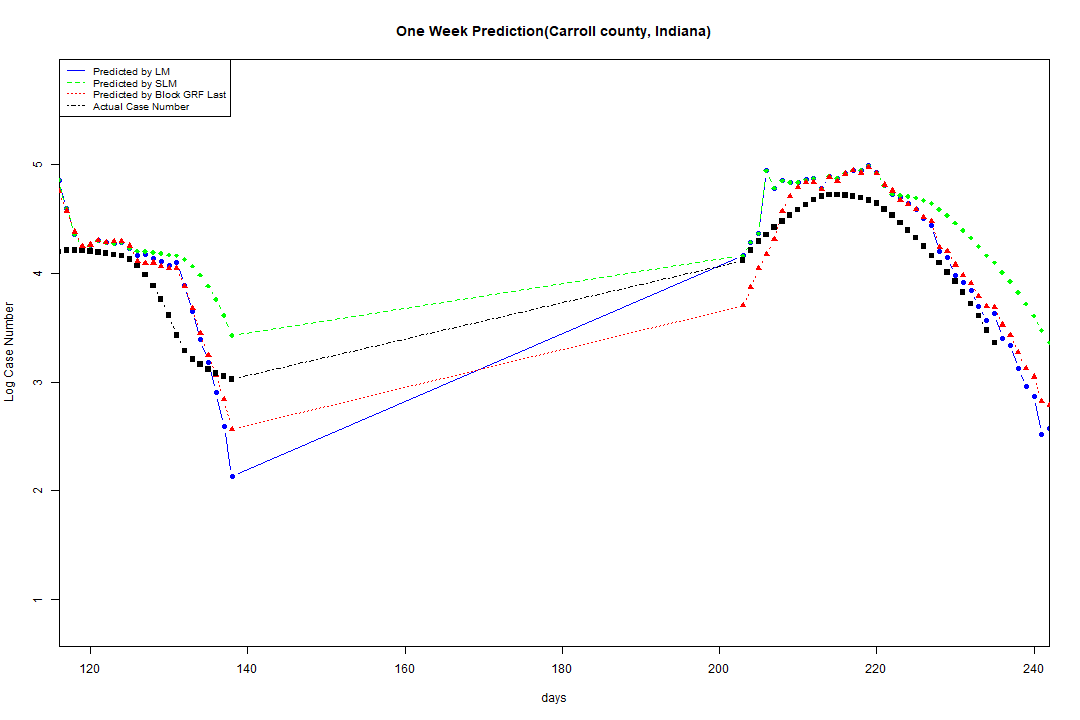 One Week Prediction(Carroll county, Indiana)
Predicted by LM
Predicted by SLM
Predicted by Block GRF Last
Actual Case Number
5
4
3
2
1
Log Case Number
120 140 160 180 200 220 240
days